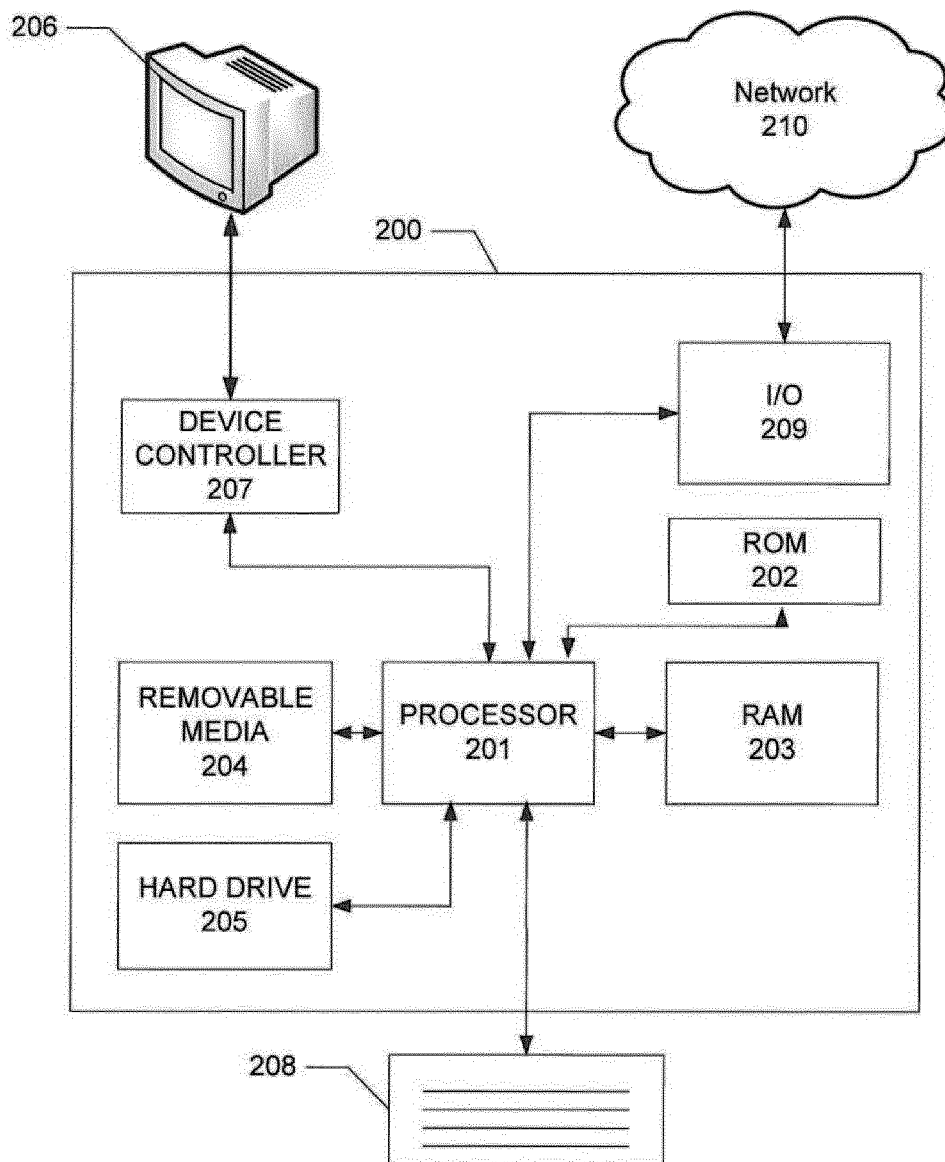 206
Network
210
200
I/O
209
DEVICE
CONTROLLER
207
ROM
202
REMOVABLE
MEDIA
204
PROCESSOR
201
RAM
203
HARD DRIVE
205
208